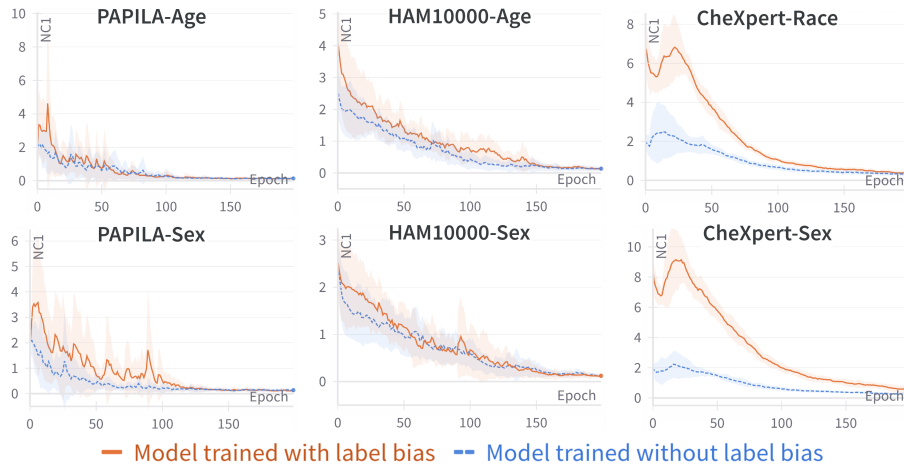 PAPILA-Age
NC1
10
8
6
4
2
0
Epoch
0 50 100 150
HAM10000-Age
NC1
5
4
3
2
1
0
Epoch
0 50 100 150
CheXpert-Race
NC1
8
6
4
2
0
Epoch
0 50 100 150
PAPILA-Sex
NC1
6
5
4
3
2
1
0
Epoch
0 50 100 150
HAM10000-Sex
NC1
3
2
1
0
Epoch
0 50 100 150
CheXpert-Sex
NC1
10
8
6
4
2
0
Epoch
0 50 100 150
Model trained with label bias Model trained without label bias